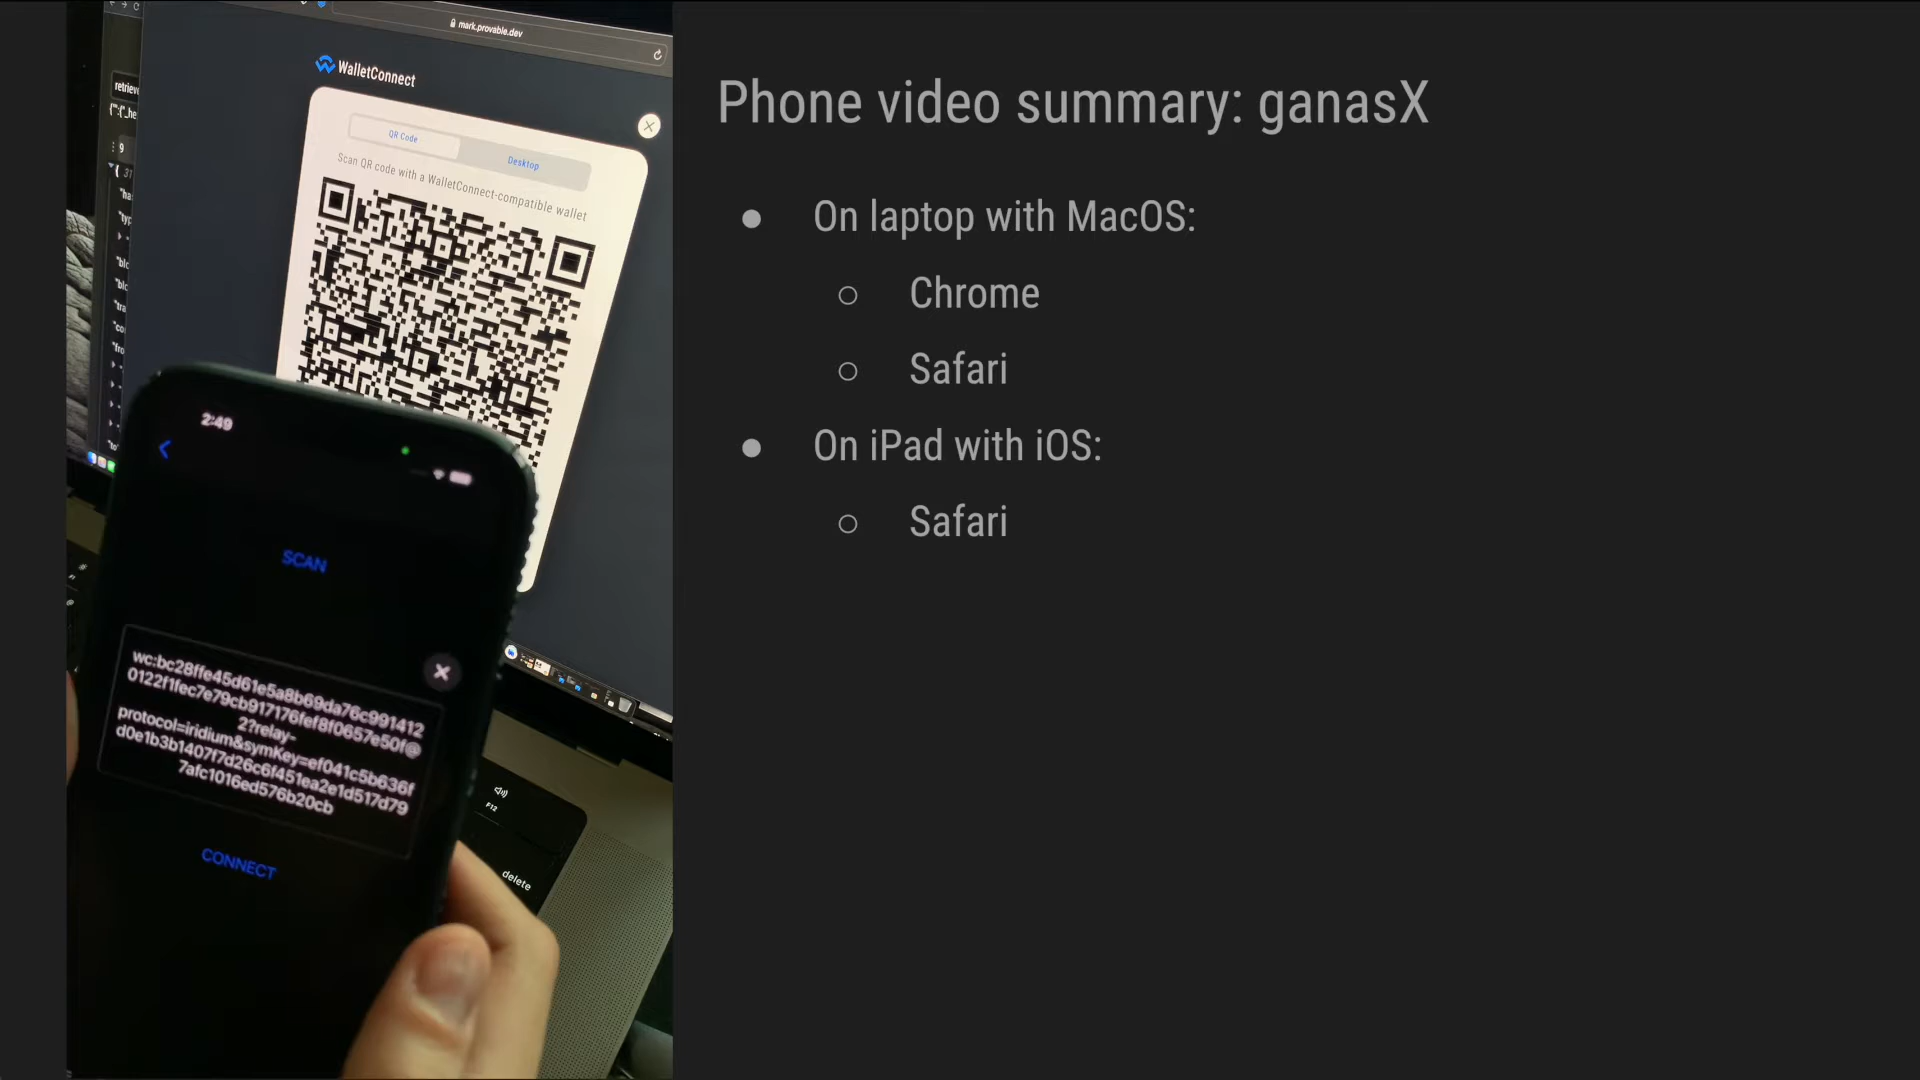 mark.provable.dev
WalletConnect
QR Code
Desktop
Scan QR code with a WalletConnect-compatible wallet
2:49
SCAN
wc:bc28ffe45d61e5a8b69da76c991412
0122f1fec7e79cb917176fef8f0657e50f@
2?relay-
protocol=iridium&symKey=ef041c5b636f
d0e1b3b1407f7d26c6f451ea2e1d517d79
7afc1016ed576b20cb
CONNECT
F12
delete
Phone video summary: ganasX
● On laptop with MacOS:
○ Chrome
○ Safari
● On iPad with iOS:
○ Safari